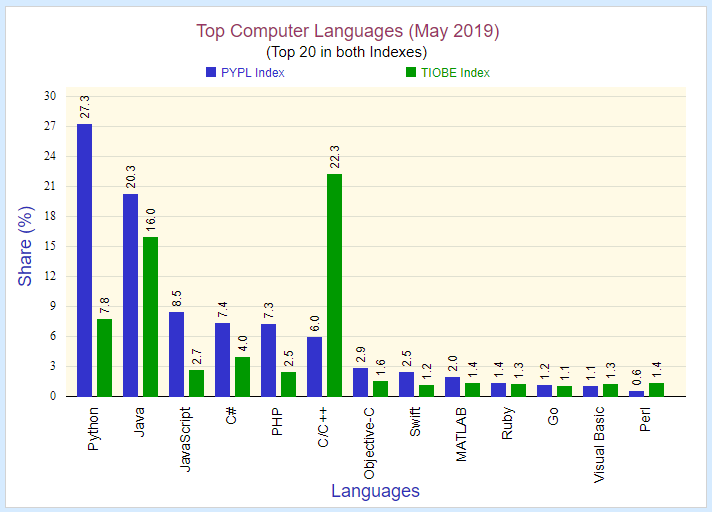 Top Computer Languages (May 2019)
(Top 20 in both Indexes)
PYPL Index
TIOBE Index
Share (%)
30
27
24
21
18
15
12
9
6
3
0
27.3
7.8
20.3
16.0
8.5
2.7
7.4
4.0
7.3
2.5
6.0
22.3
2.9
1.6
2.5
1.2
2.0
1.4
1.4
1.3
1.2
1.1
1.1
1.3
0.6
1.4
Python
Java
JavaScript
C#
PHP
C/C++
Objective-C
Swift
MATLAB
Ruby
Go
Visual Basic
Perl
Languages